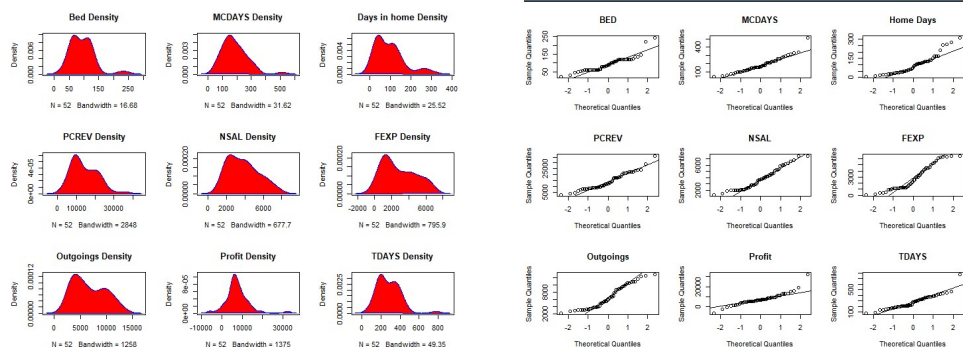 Bed Density
Density
0.000 0.006
0 50 150 250
N = 52 Bandwidth = 16.68
MCDAYS Density
Density
0.000 0.003
0 100 300 500
N = 52 Bandwidth = 31.62
Days in home Density
Density
0.000 0.004
0 100 200 300 400
N = 52 Bandwidth = 25.52
PCREV Density
Density
0e+00 4e-05
0 10000 30000
N = 52 Bandwidth = 2848
NSAL Density
Density
0.00000 0.00020
0 2000 6000
N = 52 Bandwidth = 677.7
FEXP Density
Density
0.00000 0.00020
-2000 0 2000 6000
N = 52 Bandwidth = 795.9
Outgoings Density
Density
0.00000 0.00012
0 5000 10000 15000
N = 52 Bandwidth = 1258
Profit Density
Density
0e+00 8e-05
-10000 0 10000 30000
N = 52 Bandwidth = 1375
TDAYS Density
Density
0.0000 0.0025
0 200 400 600 800
N = 52 Bandwidth = 49.35
BED
Sample Quantiles
50 150 250
-2 -1 0 1 2
Theoretical Quantiles
MCDAYS
Sample Quantiles
100 400
-2 -1 0 1 2
Theoretical Quantiles
Home Days
Sample Quantiles
0 150 300
-2 -1 0 1 2
Theoretical Quantiles
PCREV
Sample Quantiles
5000 25000
-2 -1 0 1 2
Theoretical Quantiles
NSAL
Sample Quantiles
2000 6000
-2 -1 0 1 2
Theoretical Quantiles
FEXP
Sample Quantiles
3000
-2 -1 0 1 2
Theoretical Quantiles
Outgoings
Sample Quantiles
2000 8000
-2 -1 0 1 2
Theoretical Quantiles
Profit
Sample Quantiles
0 20000
-2 -1 0 1 2
Theoretical Quantiles
TDAYS
Sample Quantiles
100 500
-2 -1 0 1 2
Theoretical Quantiles